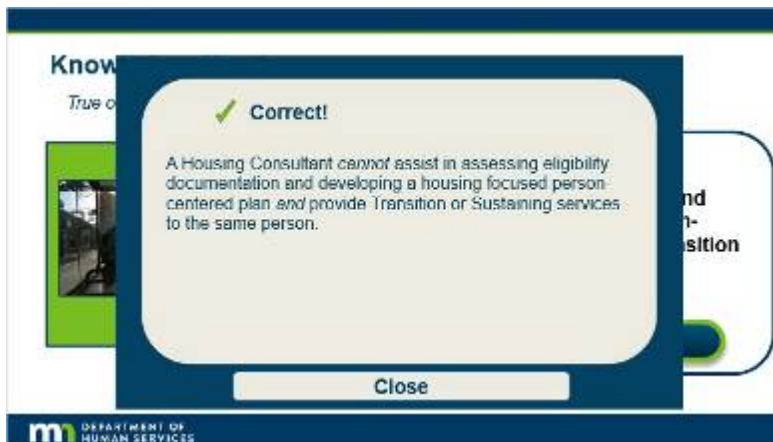 Know
True o
✓ Correct!
A Housing Consultant cannot assist in assessing eligibility
documentation and developing a housing focused person
centered plan and provide Transition or Sustaining services
to the same person.
nd
n-
sition
Close
DEPARTMENT OF
HUMAN SERVICES